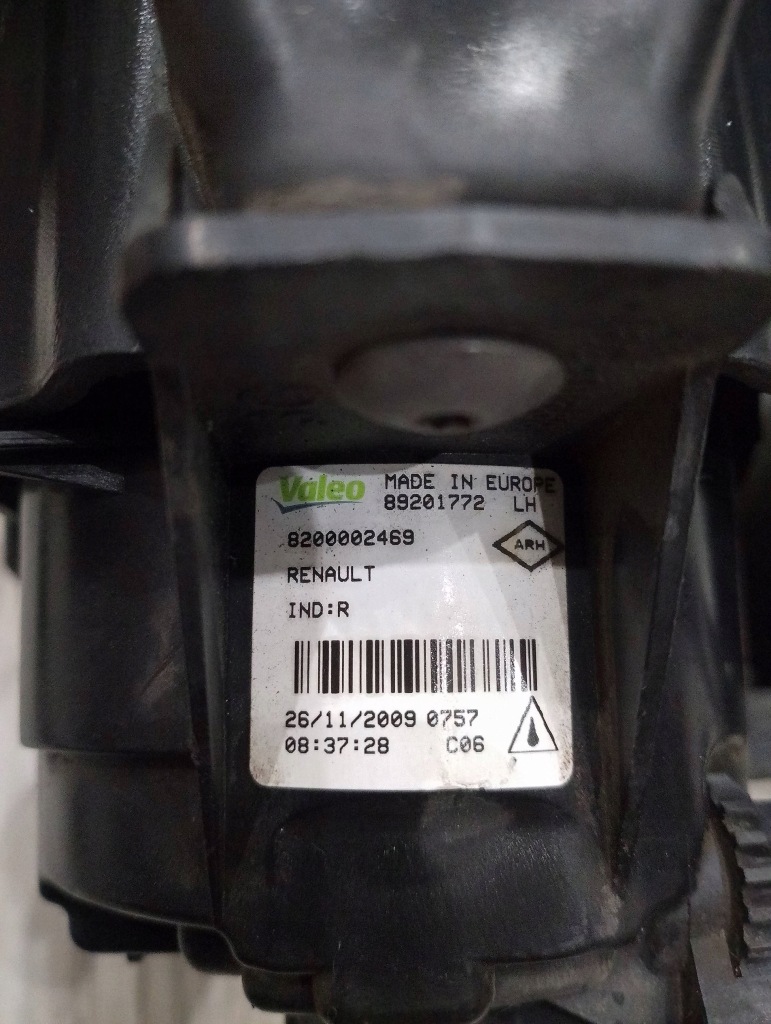 Valeo MADE IN EUROPE
89201772 LH
8200002469
ARH
RENAULT
IND:R
26/11/2009 0757
08:37:28 C06